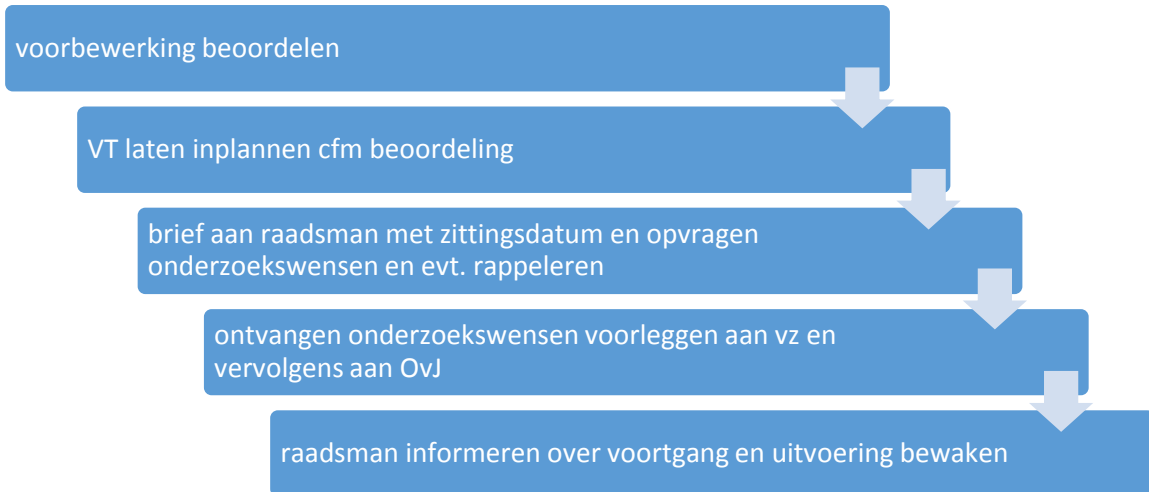 voorbewerking beoordelen
VT laten inplannen cfm beoordeling
brief aan raadsman met zittingsdatum en opvragen
onderzoekswensen en evt. rappeleren
ontvangen onderzoekswensen voorleggen aan vz en
vervolgens aan OvJ
raadsman informeren over voortgang en uitvoering bewaken